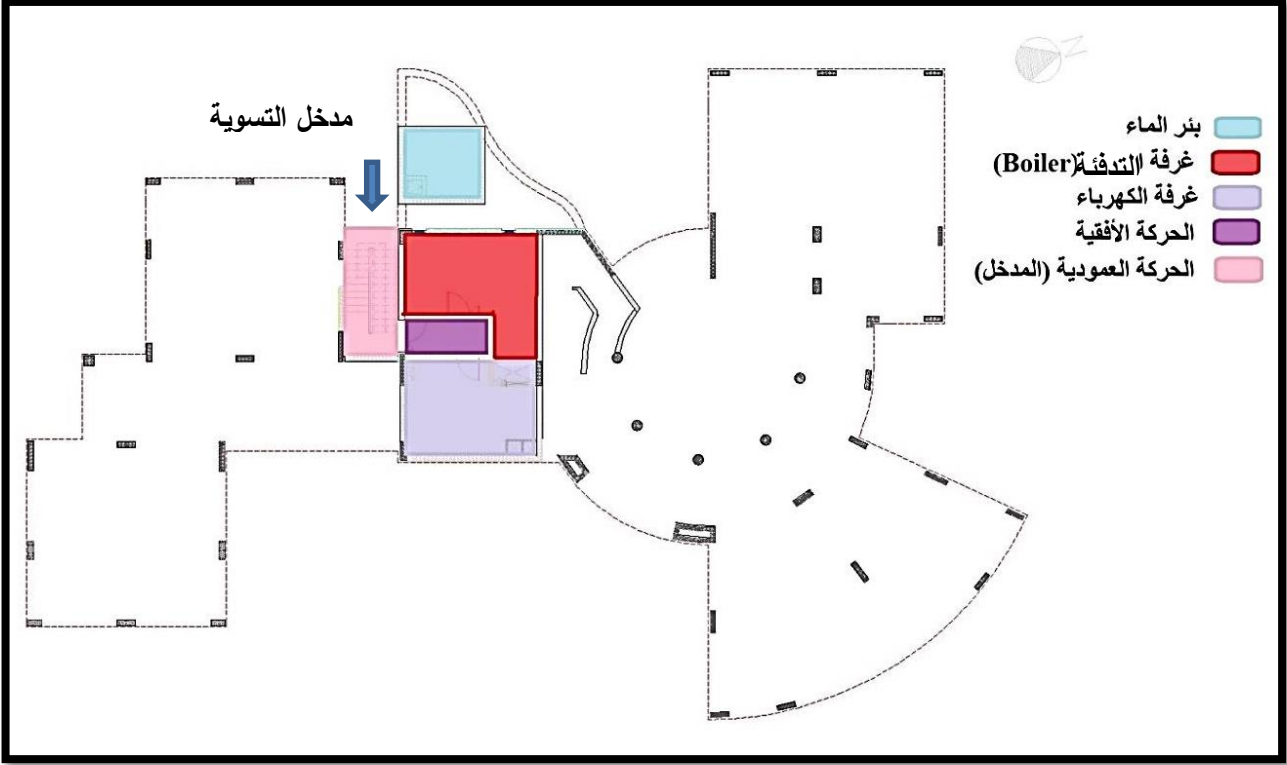 مدخل التسوية
N
بئر الماء
غرفة التدفئة(Boiler)
غرفة الكهرباء
الحركة الأفقية
الحركة العمودية (المدخل)